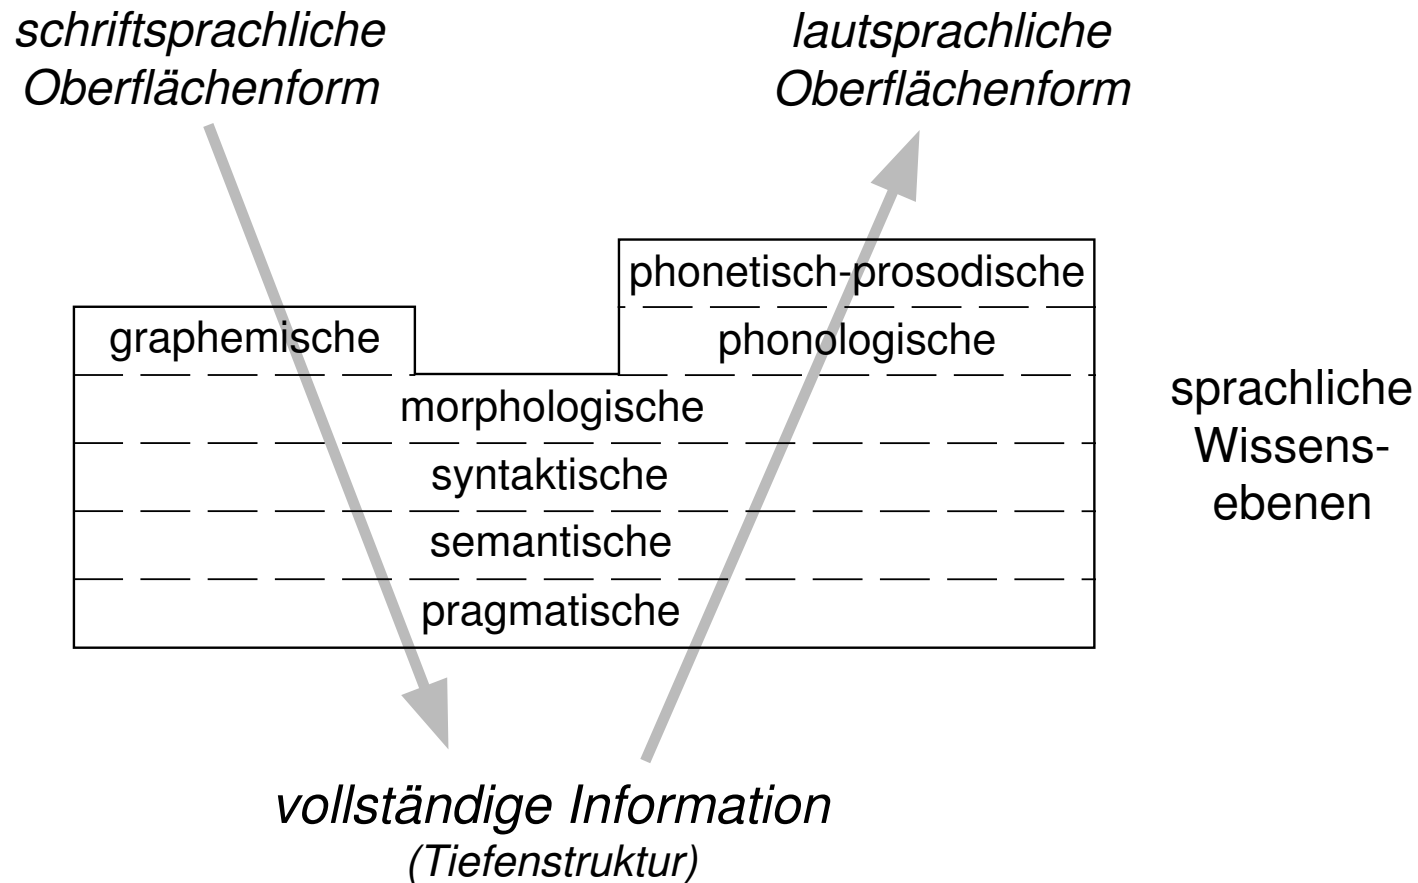 schriftsprachliche
Oberflächenform
lautsprachliche
Oberflächenform
phonetisch-prosodische
graphemische
phonologische
morphologische
syntaktische
semantische
pragmatische
sprachliche
Wissens-
ebenen
vollständige Information
(Tiefenstruktur)